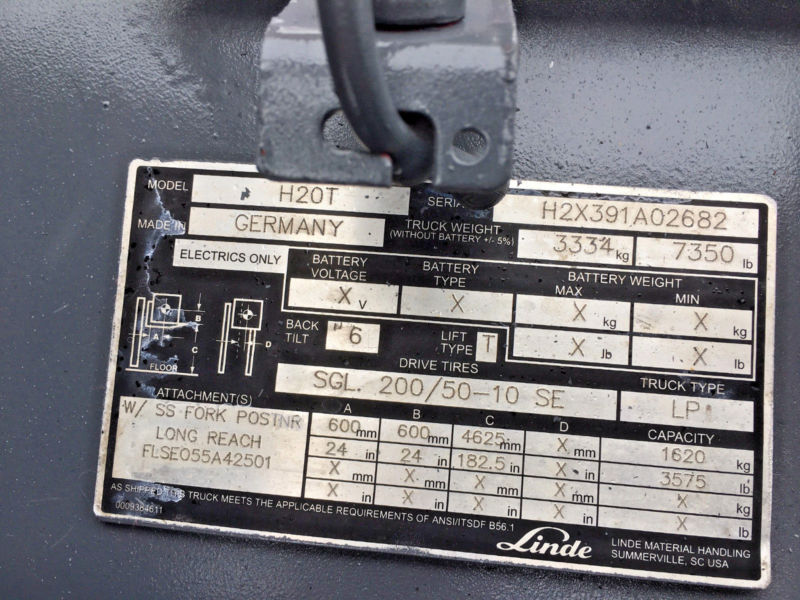 MODEL H20T SERIAL H2X391A02682
MADE IN GERMANY TRUCK WEIGHT (WITHOUT BATTERY +/- 5%) 3334 kg 7350 lb
ELECTRICS ONLY BATTERY VOLTAGE BATTERY TYPE BATTERY WEIGHT
MAX MIN
X V X X kg X kg
X lb X lb
BACK TILT 6 LIFT TYPE T
A B C D
FLOOR
DRIVE TIRES TRUCK TYPE
SGL. 200/50-10 SE LP
ATTACHMENT(S) A B C D CAPACITY
W/ SS FORK POSTNR 600 mm 600 mm 4625 mm X mm 1620 kg
LONG REACH 24 in 24 in 182.5 in X in 3575 lb
FLSE055A42501 X mm X mm X mm X mm X kg
X in X in X in X in X lb
AS SHIPPED THIS TRUCK MEETS THE APPLICABLE REQUIREMENTS OF ANSI/ITSDF B56.1
0009384611
Linde LINDE MATERIAL HANDLING
SUMMERVILLE, SC USA